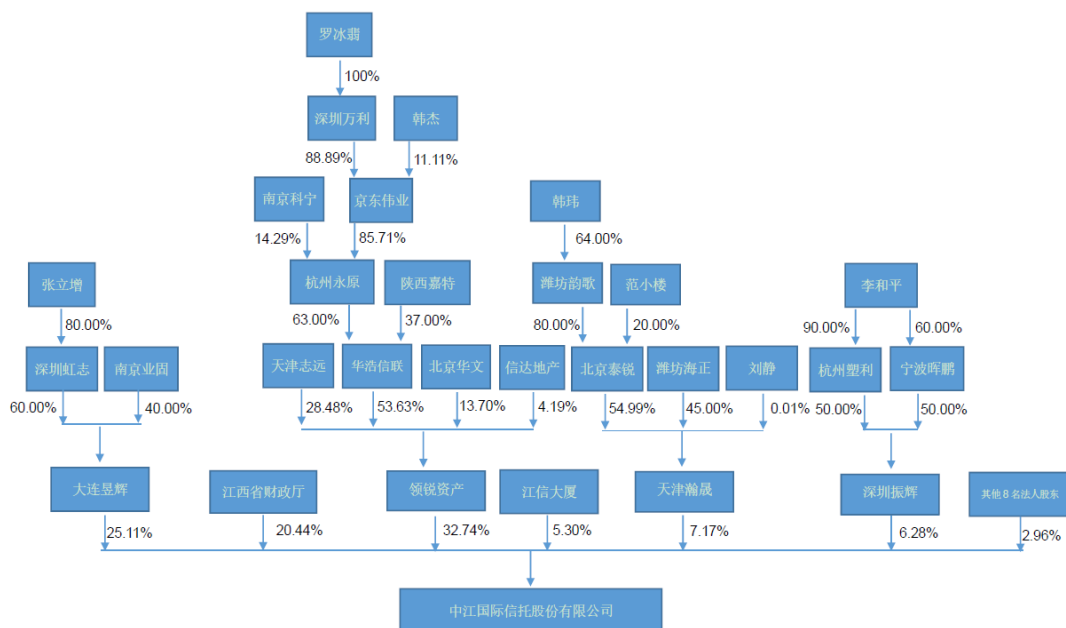 罗冰翡
100%
深圳万利
韩杰
88.89%
11.11%
南京科宁
京东伟业
韩玮
14.29%
85.71%
64.00%
张立增
杭州永原
陕西嘉特
潍坊韵歌
范小楼
李和平
80.00%
63.00%
37.00%
80.00%
20.00%
90.00%
60.00%
深圳虹志
南京业固
天津志远
华浩信联
北京华文
信达地产
北京泰锐
潍坊海正
刘静
杭州塑利
宁波晖鹏
60.00%
40.00%
28.48%
53.63%
13.70%
4.19%
54.99%
45.00%
0.01%
50.00%
50.00%
大连昱辉
江西省财政厅
领锐资产
江信大厦
天津瀚晟
深圳振辉
其他8名法人股东
25.11%
20.44%
32.74%
5.30%
7.17%
6.28%
2.96%
中江国际信托股份有限公司